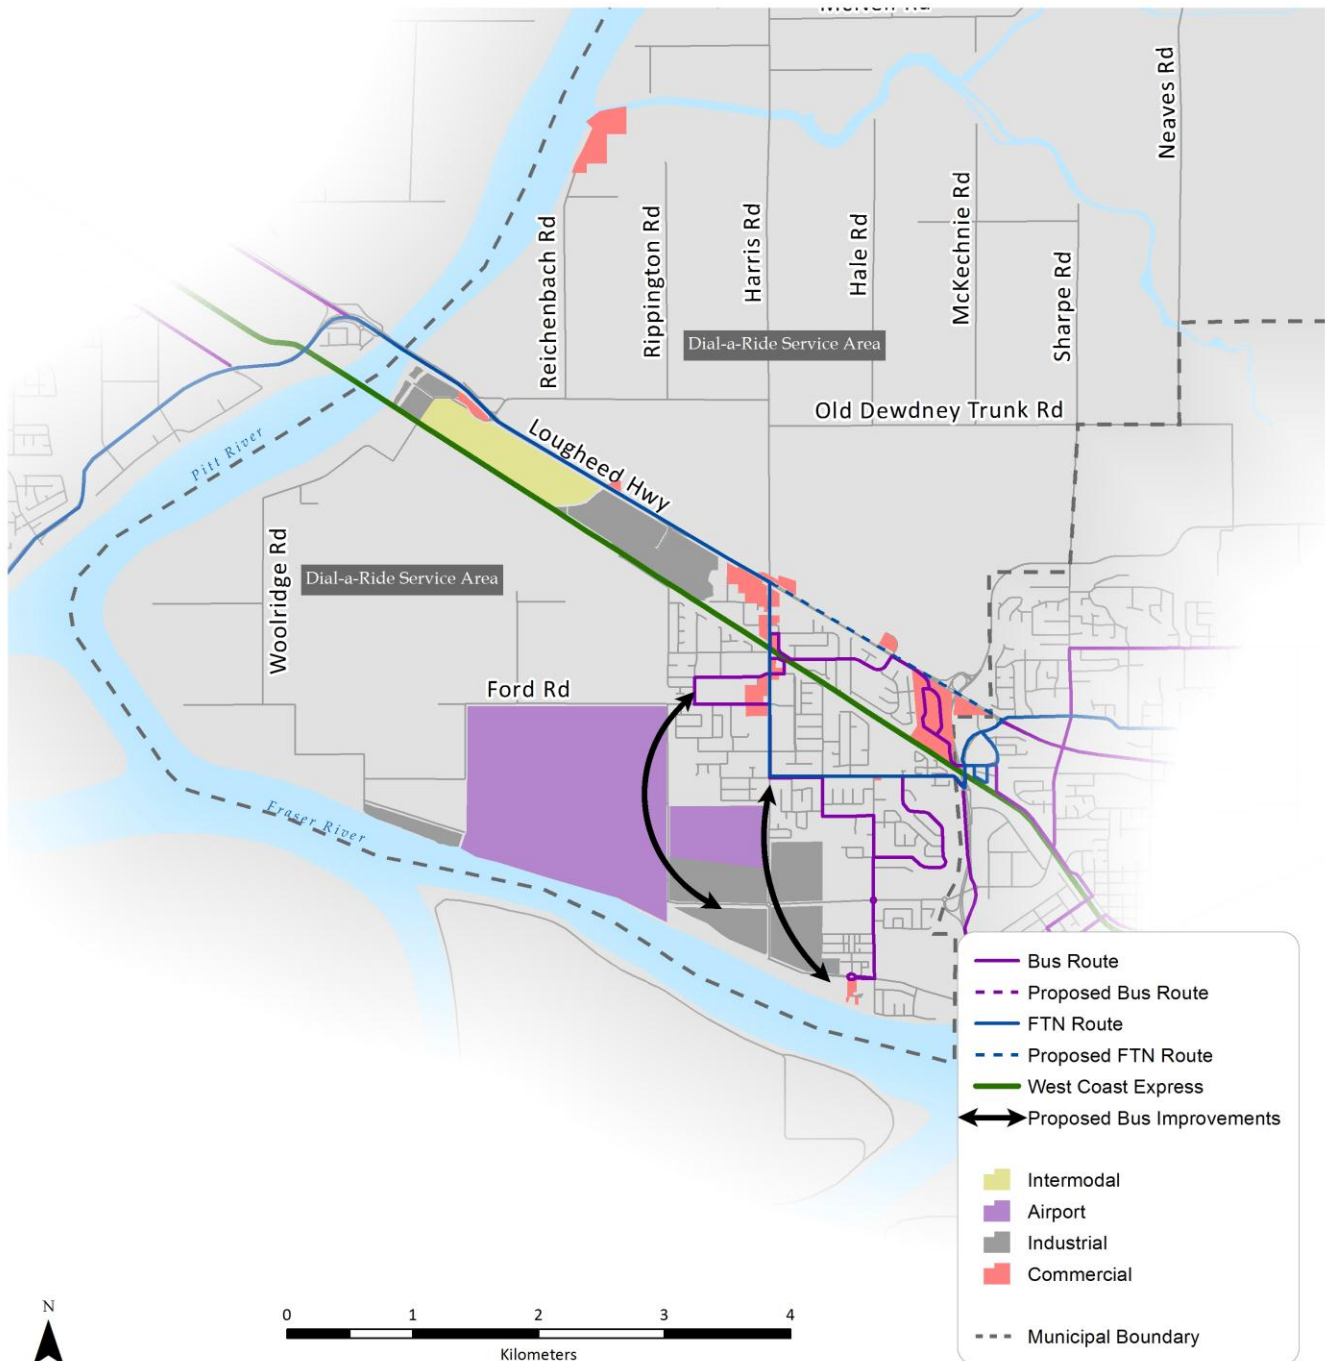 McNeil Rd
Neaves Rd
Reichenbach Rd
Rippington Rd
Harris Rd
Hale Rd
McKechnie Rd
Sharpe Rd
Dial-a-Ride Service Area
Old Dewdney Trunk Rd
Lougheed Hwy
Pitt River
Woolridge Rd
Dial-a-Ride Service Area
Ford Rd
Fraser River
Bus Route
Proposed Bus Route
FTN Route
Proposed FTN Route
West Coast Express
Proposed Bus Improvements
Intermodal
Airport
Industrial
Commercial
Municipal Boundary
N
0 1 2 3 4
Kilometers